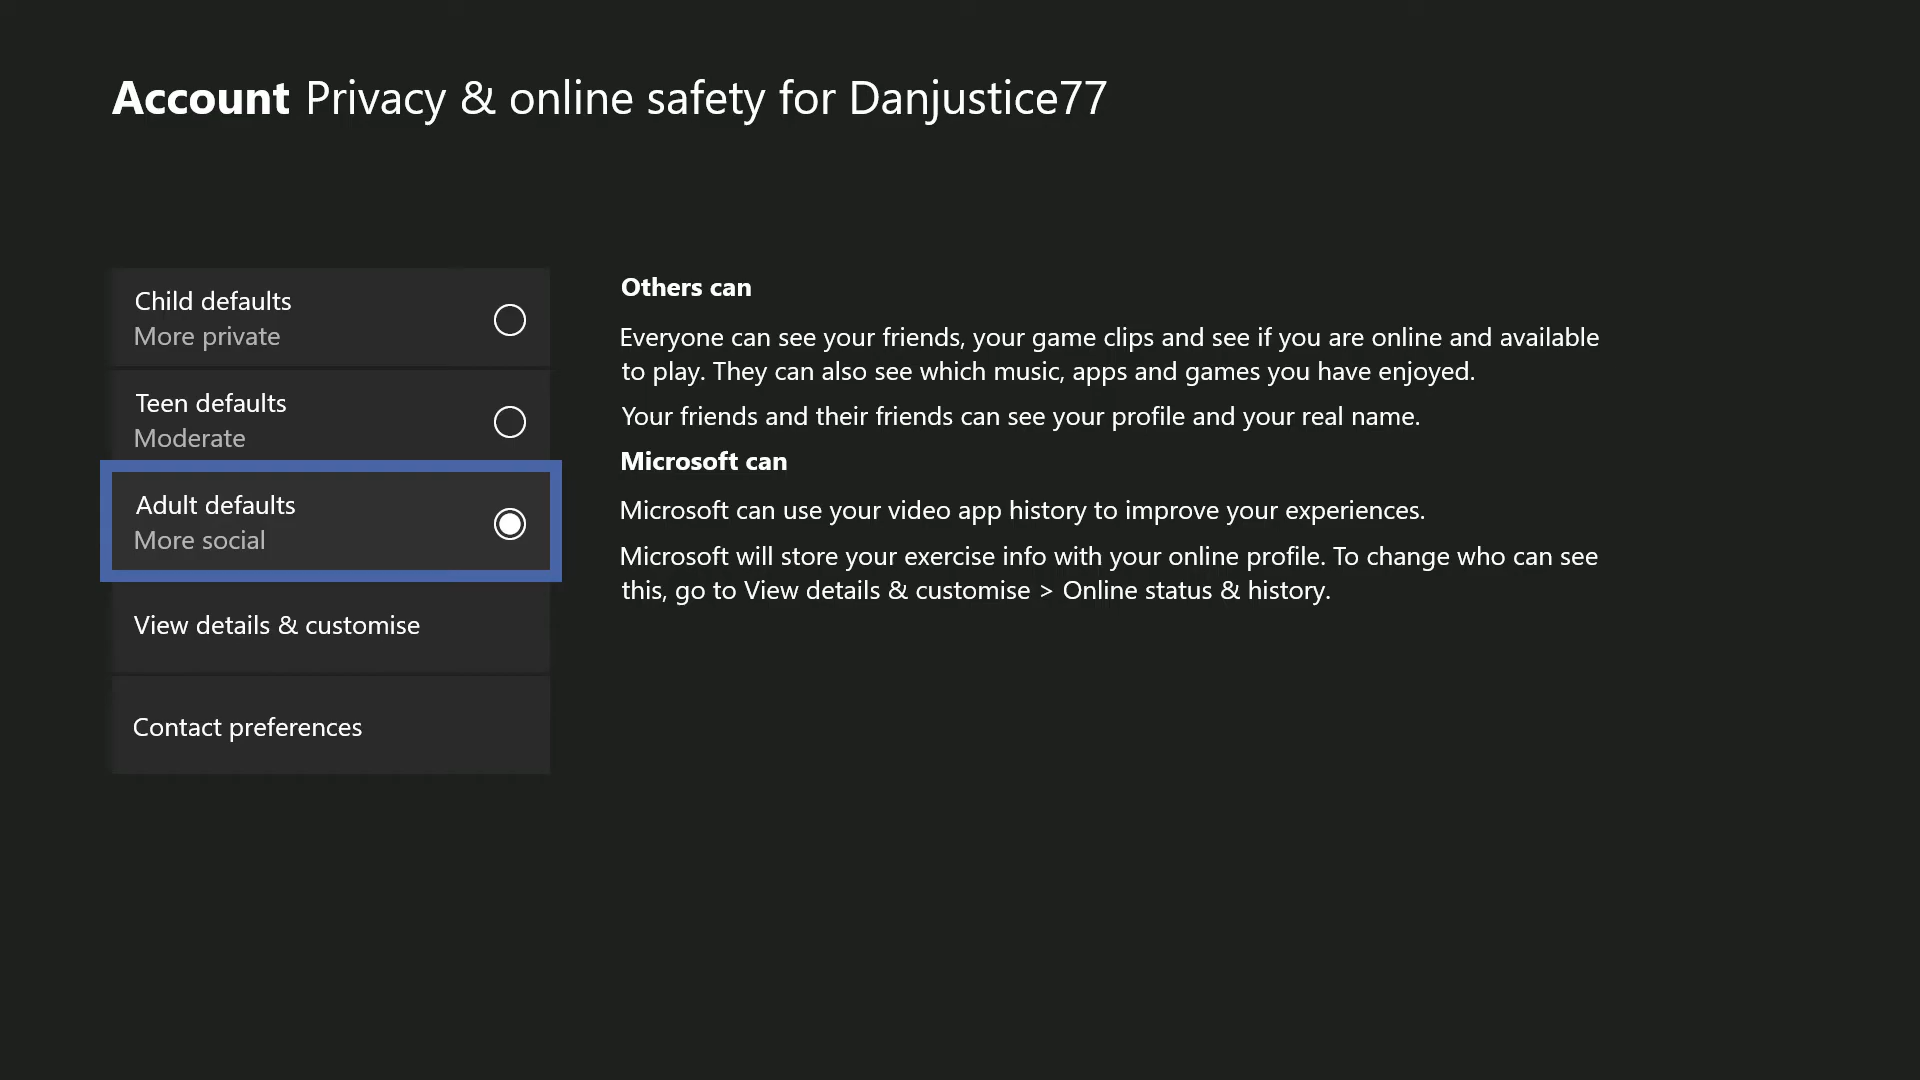 Account Privacy & online safety for Danjustice77
Child defaults
More private
Teen defaults
Moderate
Adult defaults
More social
View details & customise
Contact preferences
Others can
Everyone can see your friends, your game clips and see if you are online and available
to play. They can also see which music, apps and games you have enjoyed.
Your friends and their friends can see your profile and your real name.
Microsoft can
Microsoft can use your video app history to improve your experiences.
Microsoft will store your exercise info with your online profile. To change who can see
this, go to View details & customise > Online status & history.